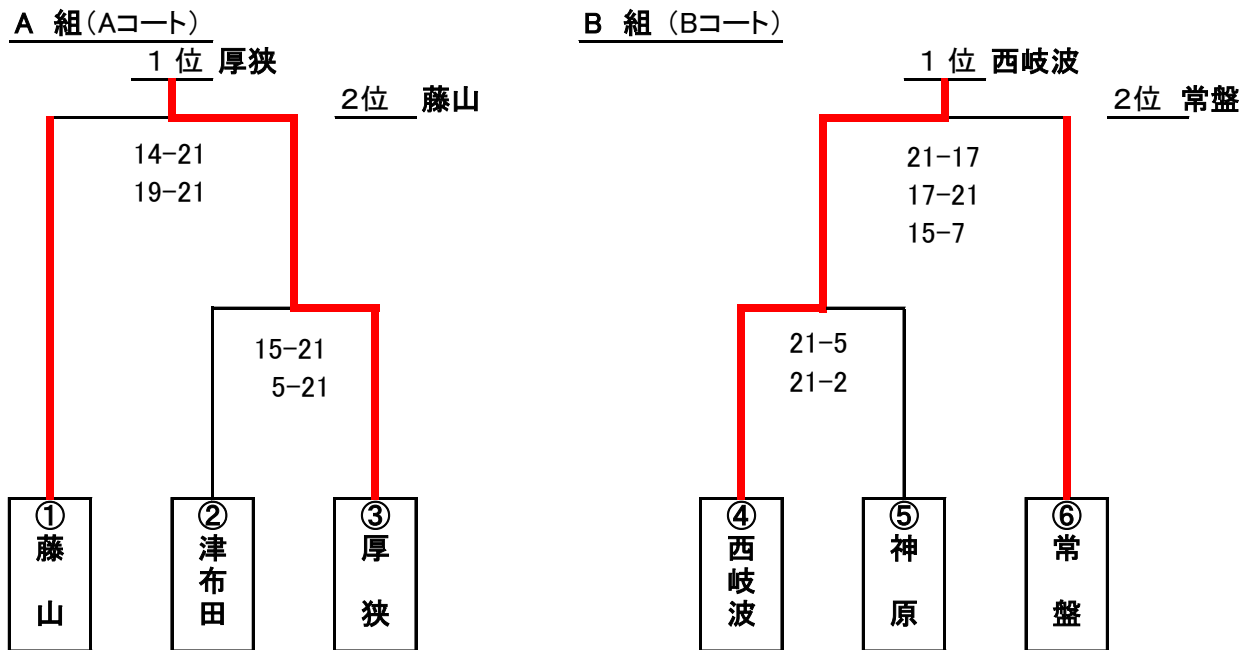 A 組(Aコート)
1 位 厚狭
2位 藤山
14-21
19-21
15-21
5-21
①藤山
②津布田
③厚狭
B 組 (Bコート)
1 位 西岐波
2位 常盤
21-17
17-21
15-7
21-5
21-2
④西岐波
⑤神原
⑥常盤